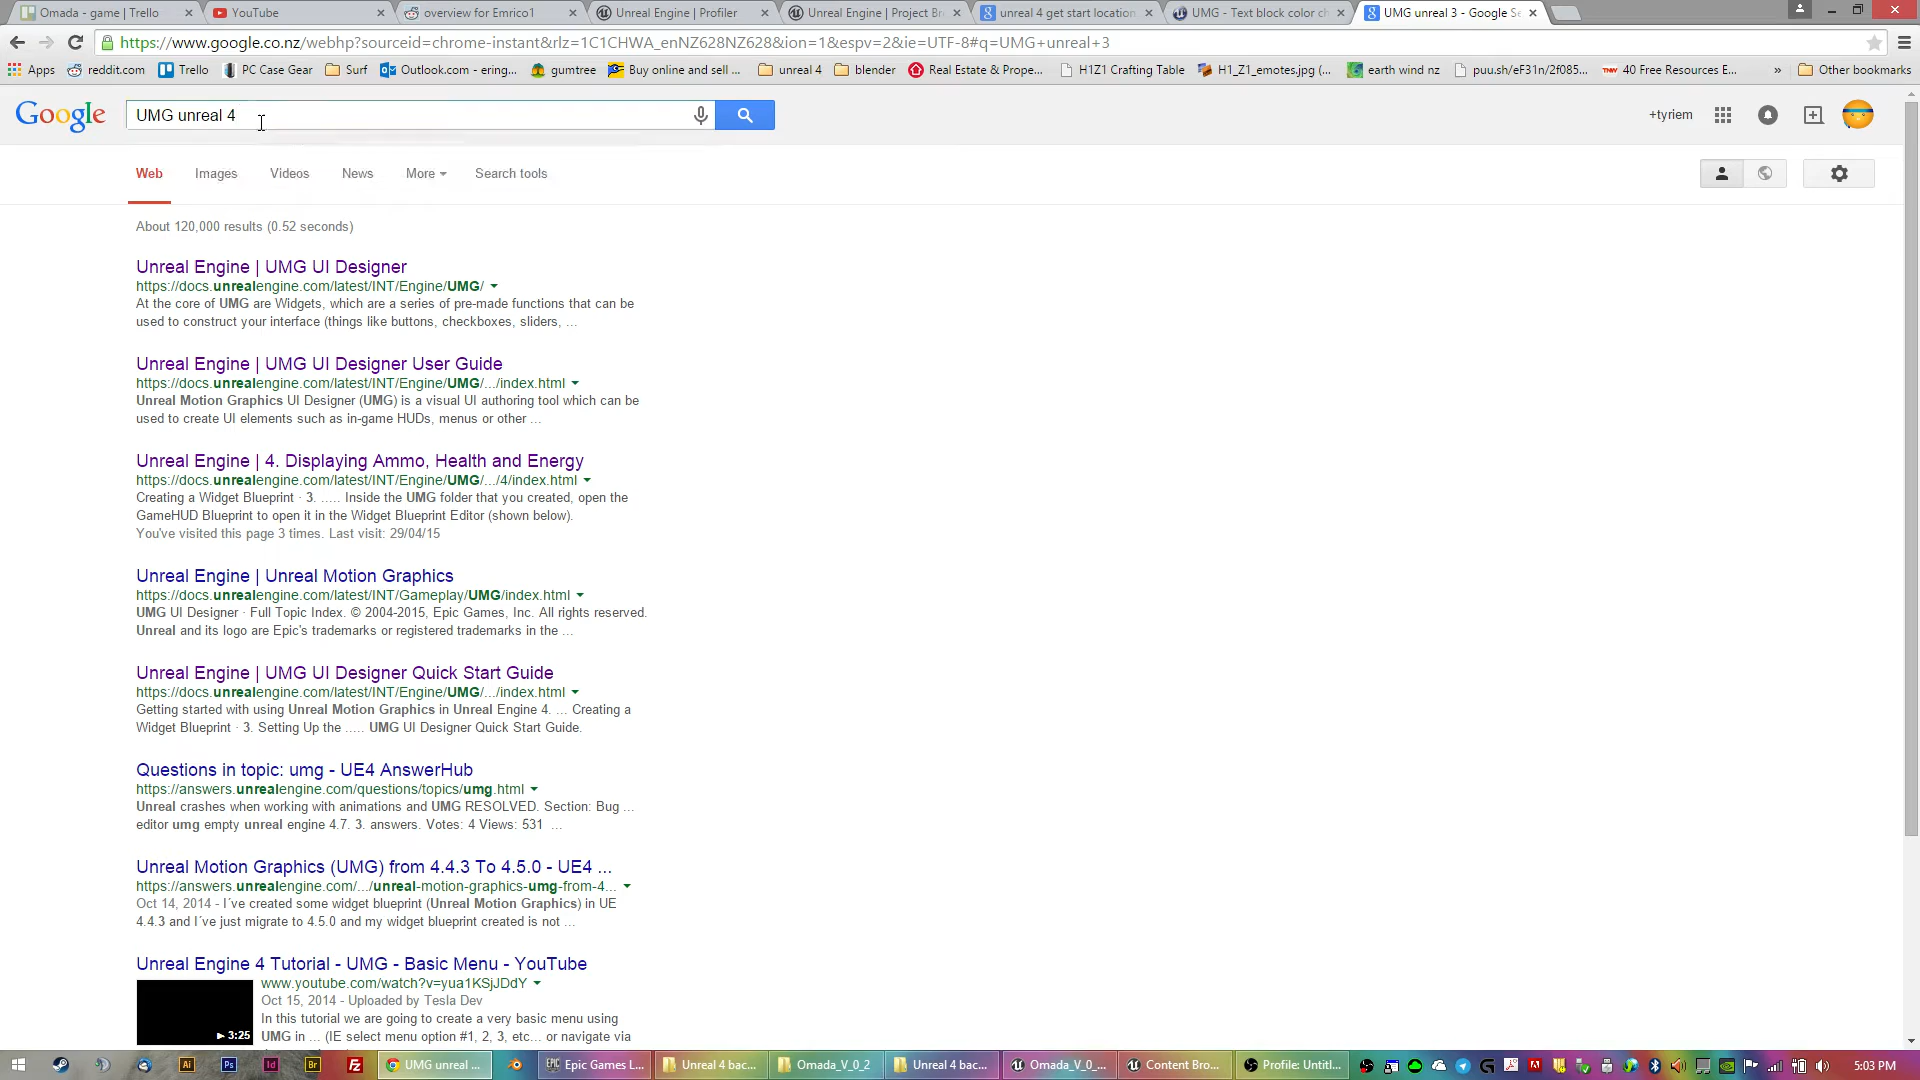 Omada - game | Trello
YouTube
overview for Emrico1
Unreal Engine | Profiler
Unreal Engine | Project Br
unreal 4 get start location
UMG - Text block color ch
UMG unreal 3 - Google Se
https://www.google.co.nz/webhp?sourceid=chrome-instant&rlz=1C1CHWA_enNZ628NZ628&ion=1&espv=2&ie=UTF-8#q=UMG+unreal+3
Apps reddit.com Trello PC Case Gear Surf Outlook.com - ering... gumtree Buy online and sell ... unreal 4 blender Real Estate & Prope... H1Z1 Crafting Table H1_Z1_emotes.jpg (... earth wind nz puu.sh/eF31n/2f085... TNW 40 Free Resources E... » Other bookmarks
Google
UMG unreal 4
+tyriem
Web Images Videos News More Search tools
About 120,000 results (0.52 seconds)
Unreal Engine | UMG UI Designer
https://docs.unrealengine.com/latest/INT/Engine/UMG/
At the core of UMG are Widgets, which are a series of pre-made functions that can be
used to construct your interface (things like buttons, checkboxes, sliders, ...
Unreal Engine | UMG UI Designer User Guide
https://docs.unrealengine.com/latest/INT/Engine/UMG/.../index.html
Unreal Motion Graphics UI Designer (UMG) is a visual UI authoring tool which can be
used to create UI elements such as in-game HUDs, menus or other ...
Unreal Engine | 4. Displaying Ammo, Health and Energy
https://docs.unrealengine.com/latest/INT/Engine/UMG/.../4/index.html
Creating a Widget Blueprint · 3. ..... Inside the UMG folder that you created, open the
GameHUD Blueprint to open it in the Widget Blueprint Editor (shown below).
You've visited this page 3 times. Last visit: 29/04/15
Unreal Engine | Unreal Motion Graphics
https://docs.unrealengine.com/latest/INT/Gameplay/UMG/index.html
UMG UI Designer · Full Topic Index. © 2004-2015, Epic Games, Inc. All rights reserved.
Unreal and its logo are Epic's trademarks or registered trademarks in the ...
Unreal Engine | UMG UI Designer Quick Start Guide
https://docs.unrealengine.com/latest/INT/Engine/UMG/.../index.html
Getting started with using Unreal Motion Graphics in Unreal Engine 4. ... Creating a
Widget Blueprint · 3. Setting Up the ..... UMG UI Designer Quick Start Guide.
Questions in topic: umg - UE4 AnswerHub
https://answers.unrealengine.com/questions/topics/umg.html
Unreal crashes when working with animations and UMG RESOLVED. Section: Bug ...
editor umg empty unreal engine 4.7. 3. answers. Votes: 4 Views: 531 ...
Unreal Motion Graphics (UMG) from 4.4.3 To 4.5.0 - UE4 ...
https://answers.unrealengine.com/.../unreal-motion-graphics-umg-from-4...
Oct 14, 2014 - I´ve created some widget blueprint (Unreal Motion Graphics) in UE
4.4.3 and I´ve just migrate to 4.5.0 and my widget blueprint created is not ...
Unreal Engine 4 Tutorial - UMG - Basic Menu - YouTube
www.youtube.com/watch?v=yua1KSjJDdY
Oct 15, 2014 - Uploaded by Tesla Dev
In this tutorial we are going to create a very basic menu using
UMG in ... (IE select menu option #1, 2, 3, etc... or navigate via
3:25
Ai Ps Id Br Fz UMG unreal ... EPIC Epic Games L... Unreal 4 bac... Omada_V_0_2 Unreal 4 bac... Omada_V_0_... Content Bro... Profile: Untitl... 5:03 PM